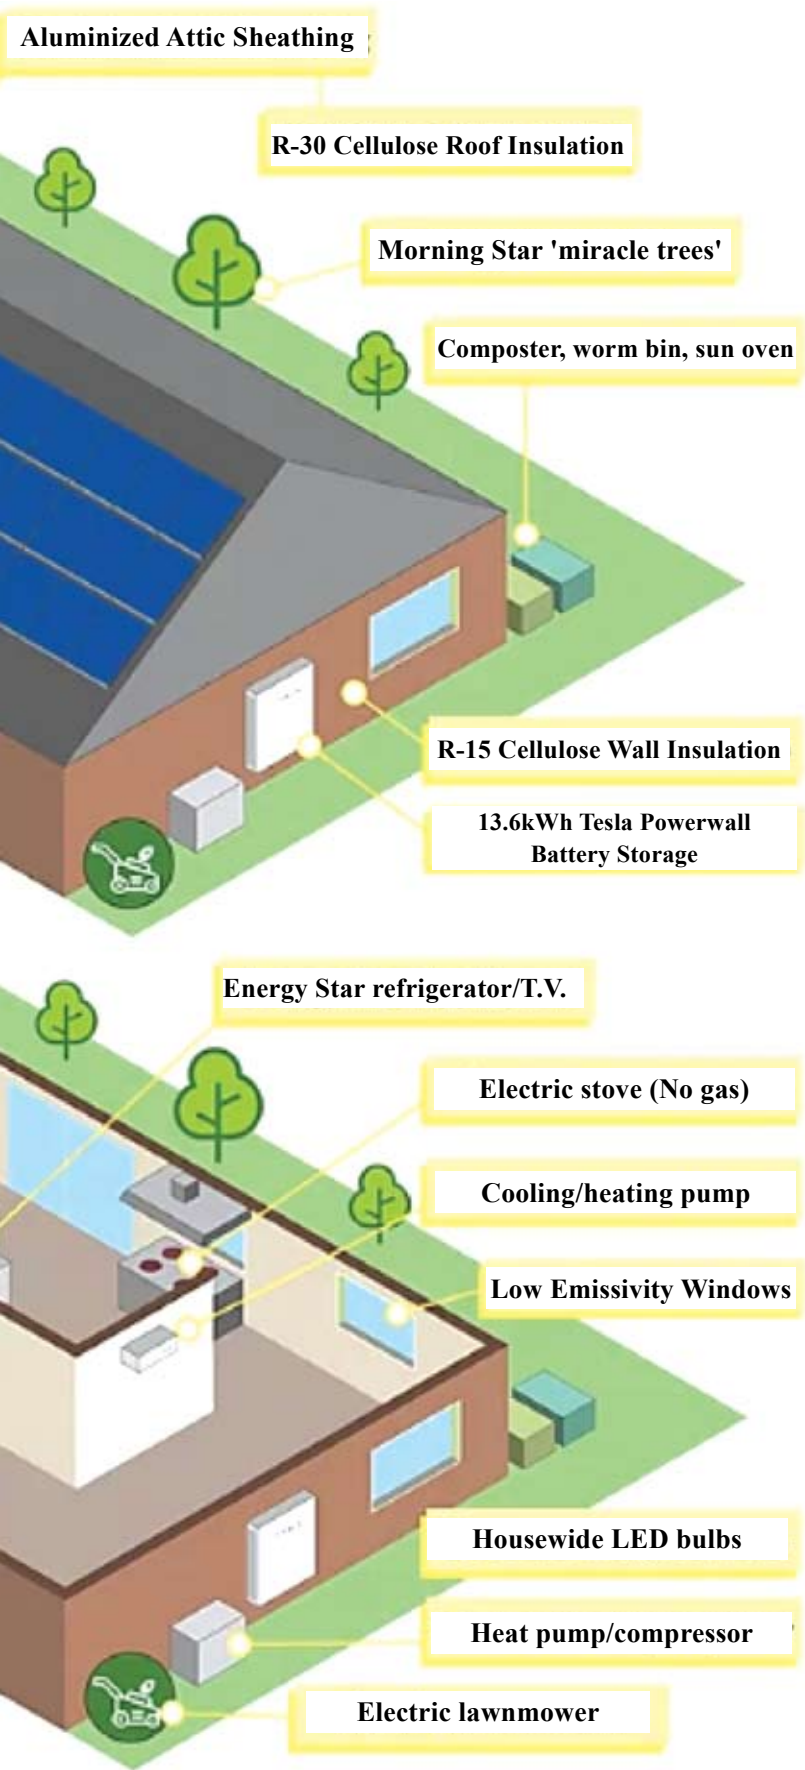 Aluminized Attic Sheathing
R-30 Cellulose Roof Insulation
Morning Star 'miracle trees'
Composter, worm bin, sun oven
R-15 Cellulose Wall Insulation
13.6kWh Tesla Powerwall
Battery Storage
Energy Star refrigerator/T.V.
Electric stove (No gas)
Cooling/heating pump
Low Emissivity Windows
Housewide LED bulbs
Heat pump/compressor
Electric lawnmower